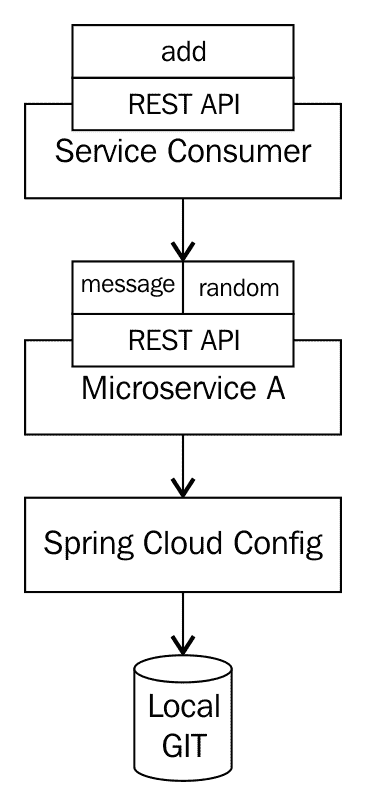 add
REST API
Service Consumer
message random
REST API
Microservice A
Spring Cloud Config
Local
GIT